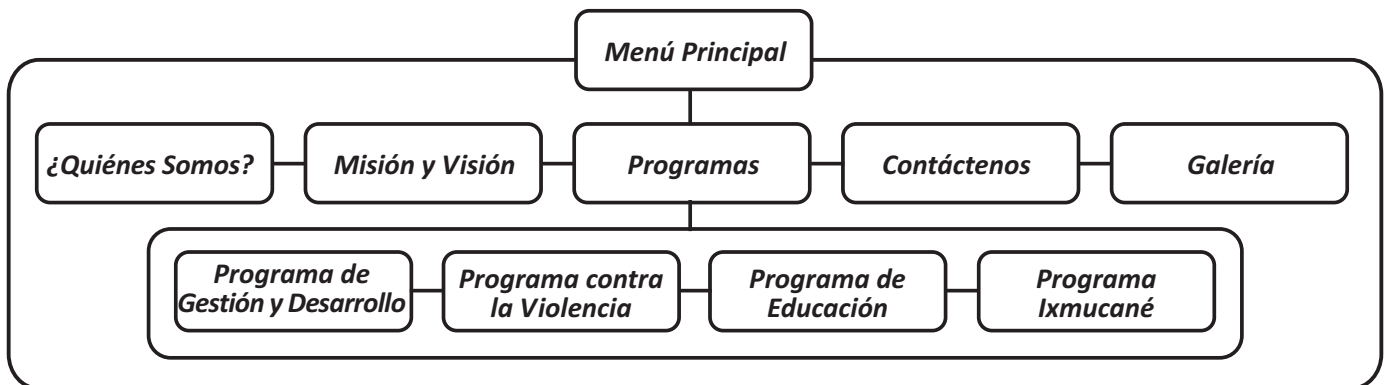 Menú Principal
¿Quiénes Somos?
Misión y Visión
Programas
Contáctenos
Galería
Programa de
Gestión y Desarrollo
Programa contra
la Violencia
Programa de
Educación
Programa
Ixmucané